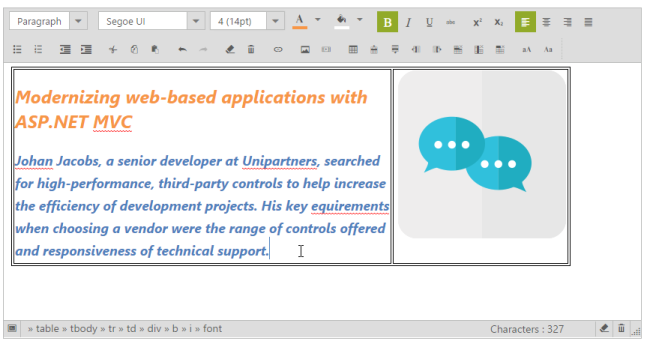 Paragraph Segoe UI 4 (14pt) A B I U abc X² X₂
aA Aa
Modernizing web-based applications with
ASP.NET MVC
Johan Jacobs, a senior developer at Unipartners, searched
for high-performance, third-party controls to help increase
the efficiency of development projects. His key equirements
when choosing a vendor were the range of controls offered
and responsiveness of technical support.
» table » tbody » tr » td » div » b » i » font Characters : 327